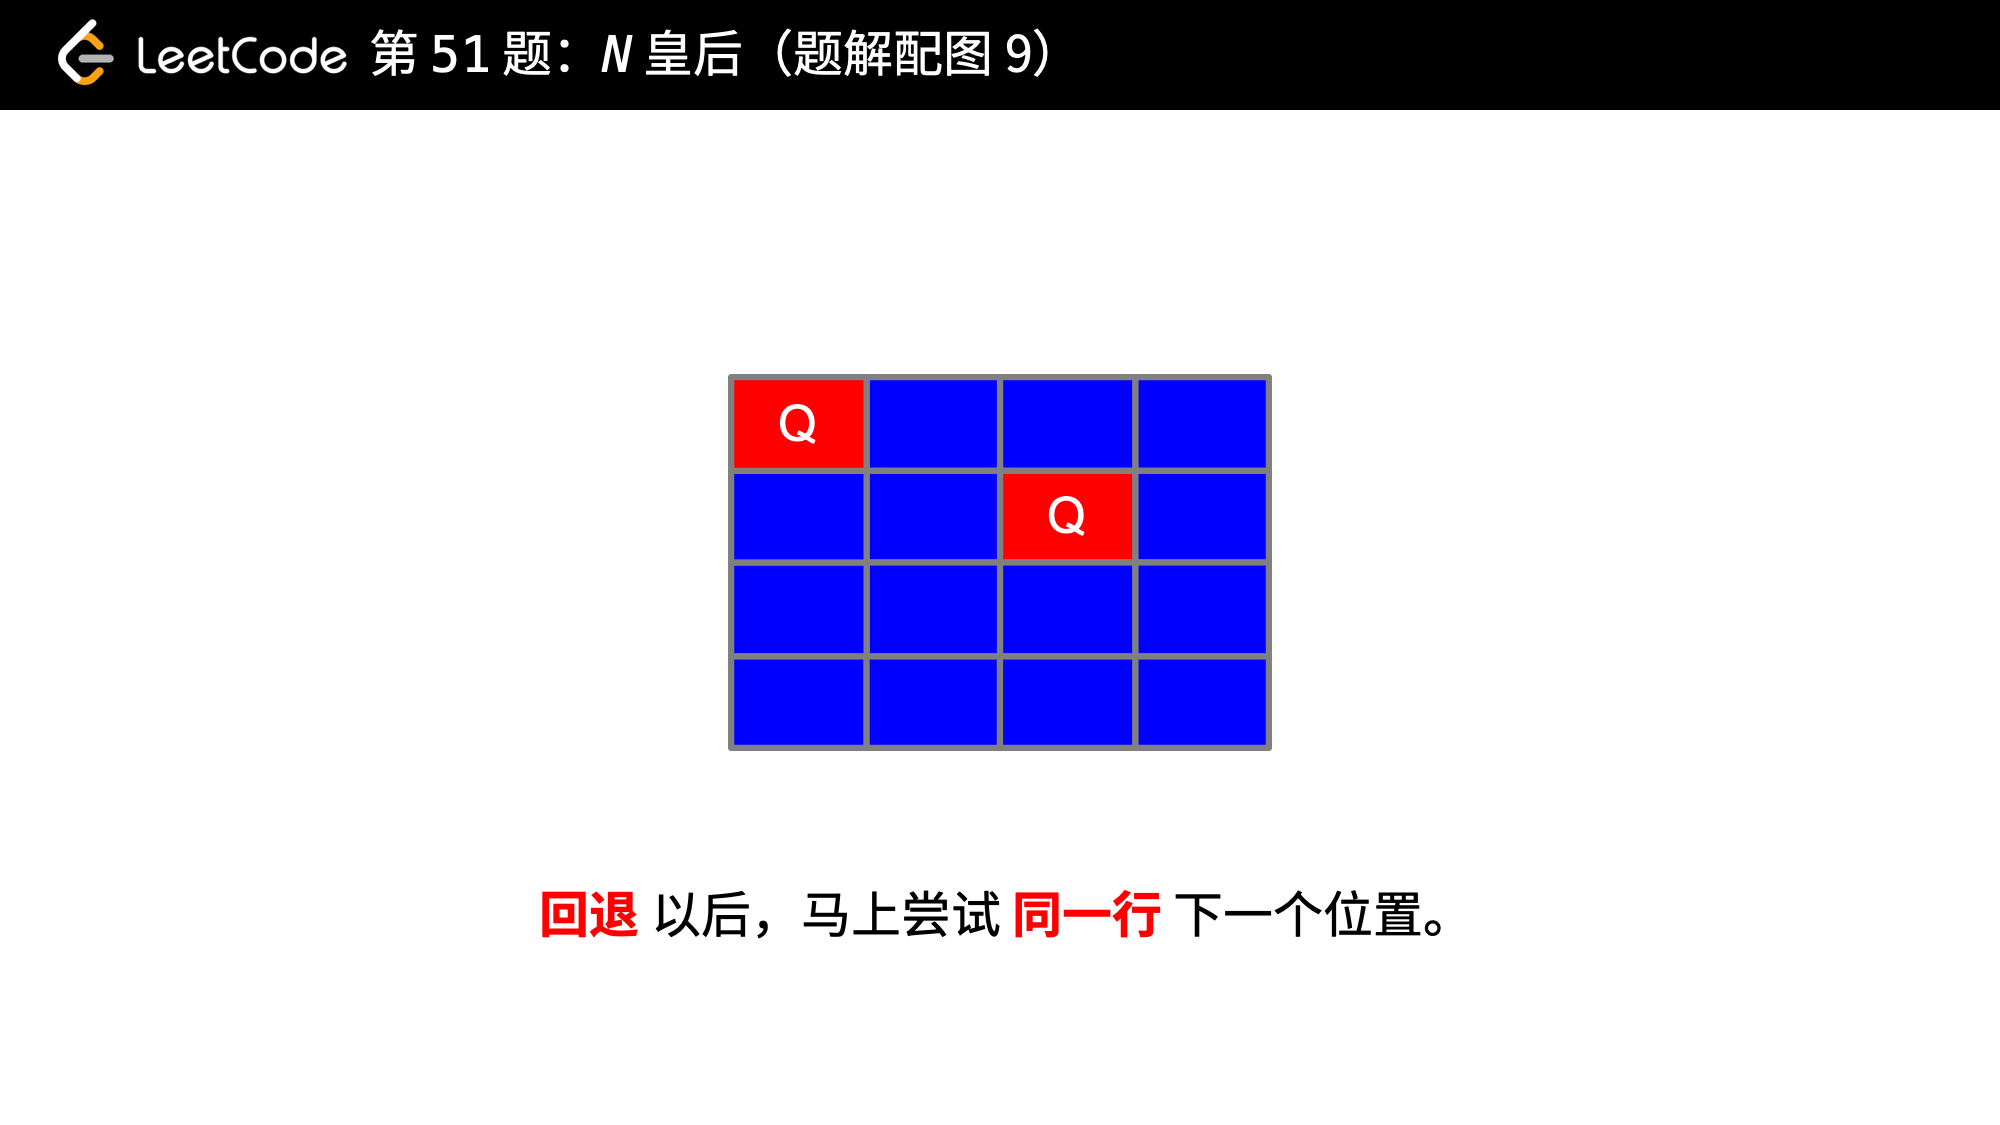 LeetCode 第 51 题：N 皇后（题解配图 9）
Q
Q
回退 以后，马上尝试 同一行 下一个位置。